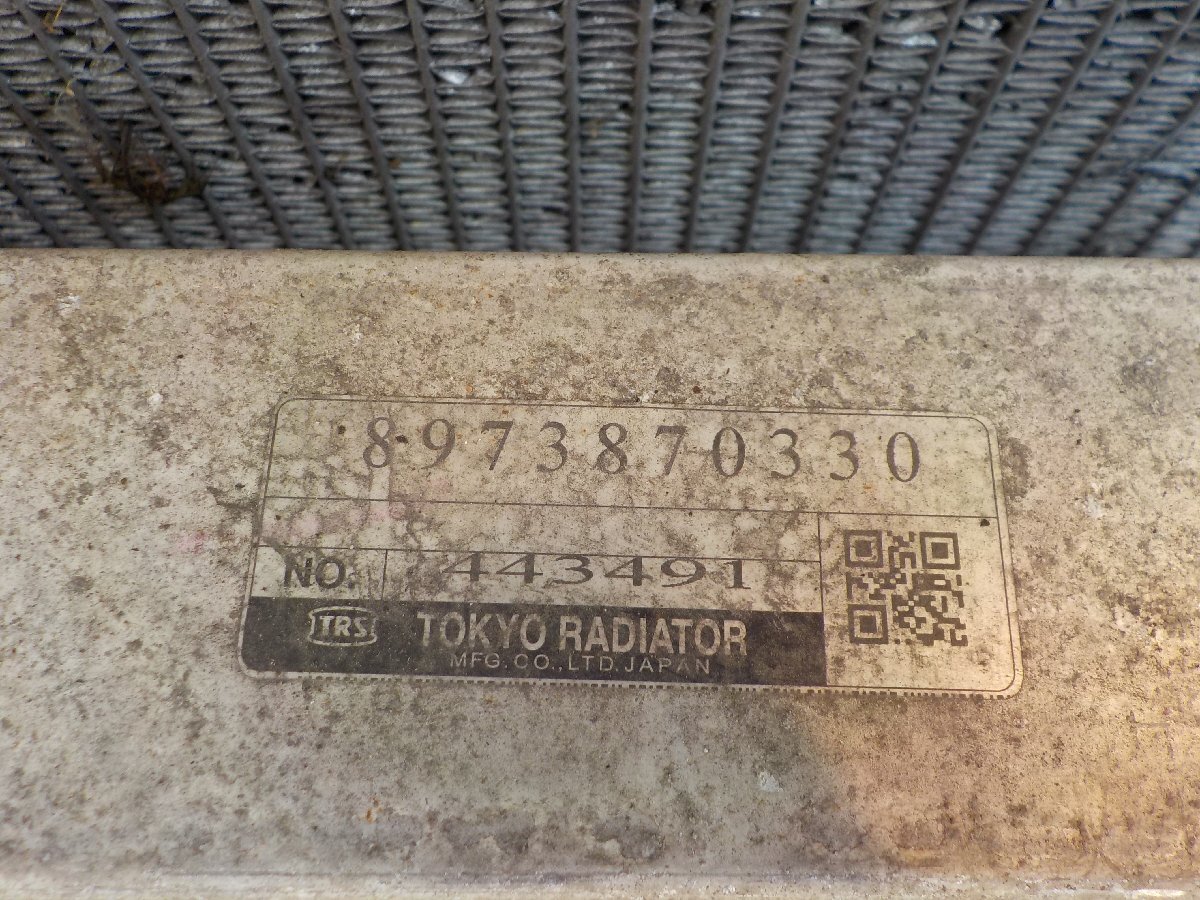 8973870330
NO. 443491
TRS TOKYO RADIATOR
MFG. CO., LTD. JAPAN